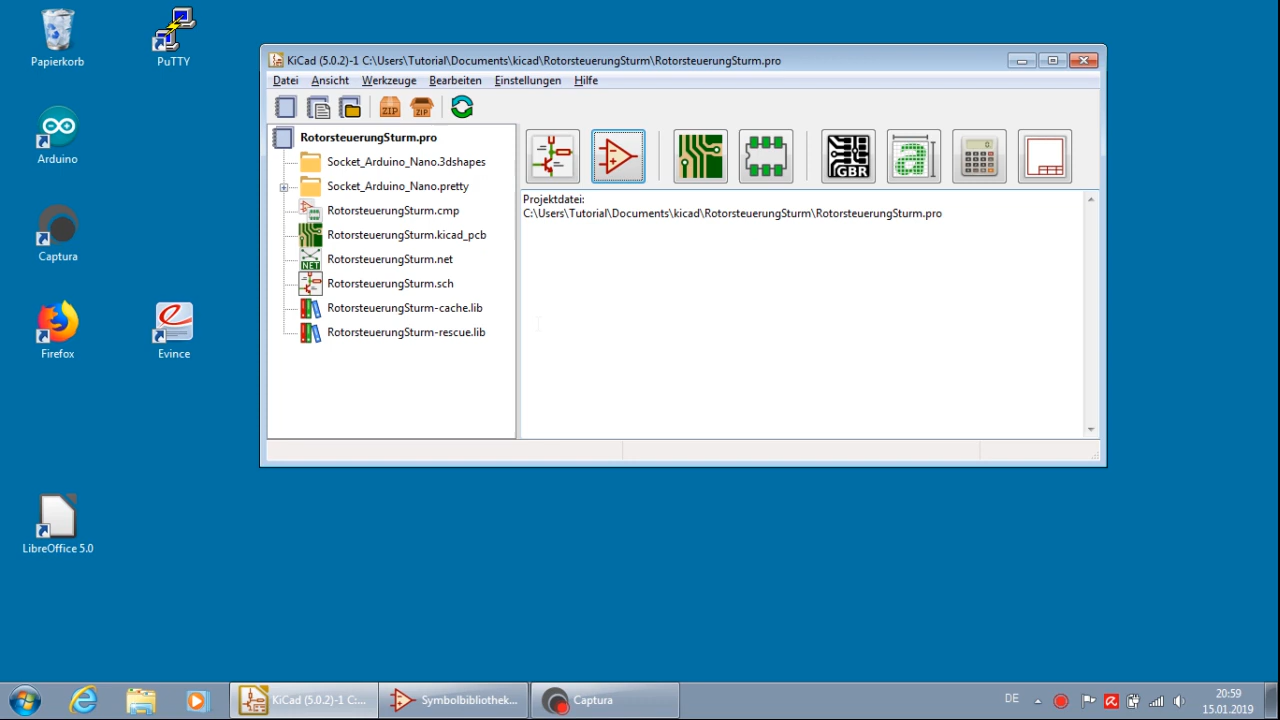 Papierkorb
PuTTY
Arduino
Captura
Firefox
Evince
LibreOffice 5.0
KiCad (5.0.2)-1 C:\Users\Tutorial\Documents\kicad\RotorsteuerungSturm\RotorsteuerungSturm.pro
Datei Ansicht Werkzeuge Bearbeiten Einstellungen Hilfe
ZIP ZIP
RotorsteuerungSturm.pro
Socket_Arduino_Nano.3dshapes
Socket_Arduino_Nano.pretty
RotorsteuerungSturm.cmp
RotorsteuerungSturm.kicad_pcb
NET RotorsteuerungSturm.net
RotorsteuerungSturm.sch
RotorsteuerungSturm-cache.lib
RotorsteuerungSturm-rescue.lib
GBR a
Projektdatei:
C:\Users\Tutorial\Documents\kicad\RotorsteuerungSturm\RotorsteuerungSturm.pro
KiCad (5.0.2)-1 C:...
Symbolbibliothek...
Captura
DE
20:59
15.01.2019